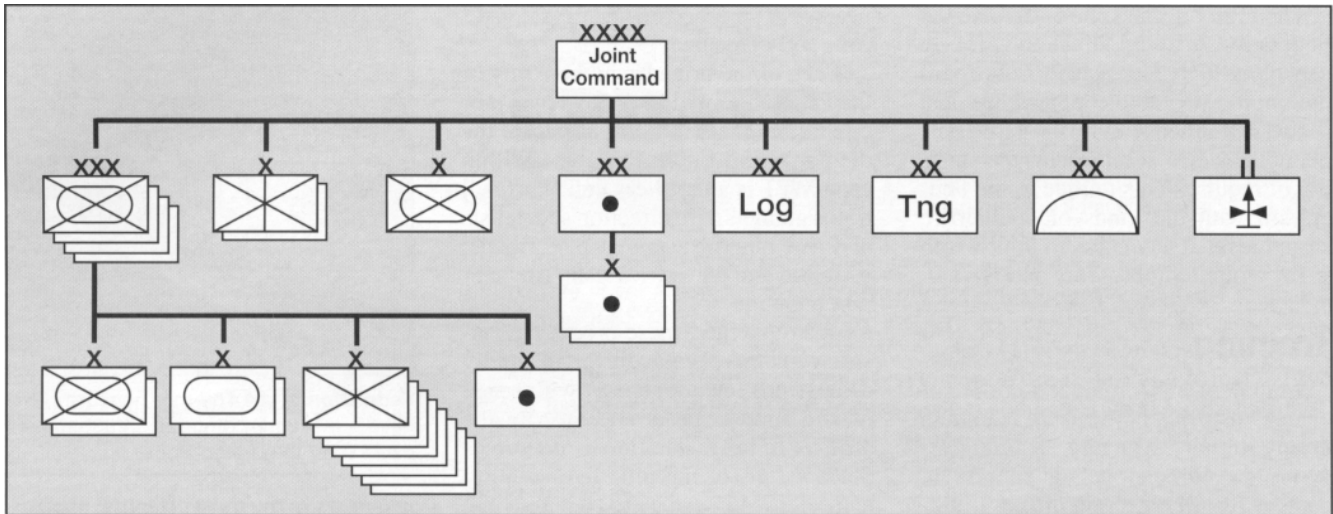 XXXX
Joint
Command
XXX X X XX XX XX XX II
Log Tng
X
X X X X